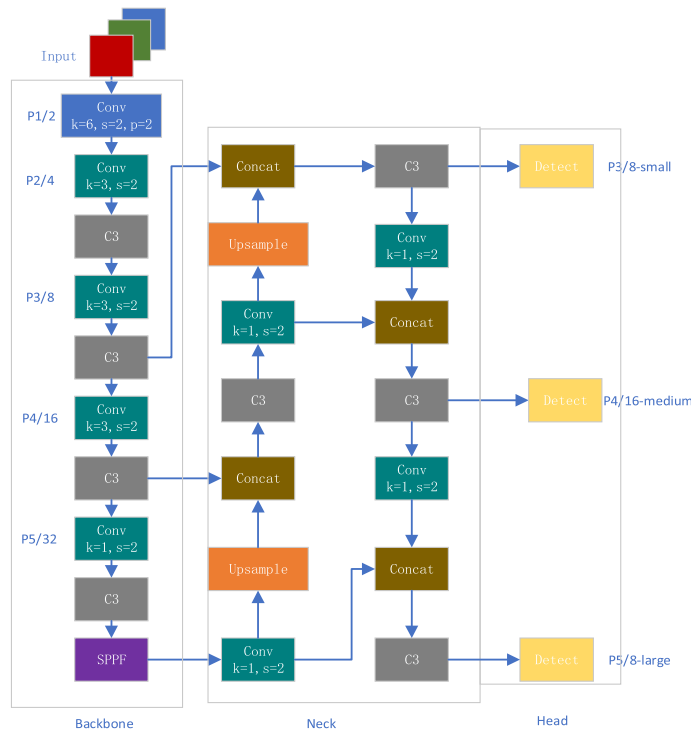 Input
P1/2
Conv
k=6,s=2,p=2
P2/4
Conv
k=3,s=2
C3
P3/8
Conv
k=3,s=2
C3
P4/16
Conv
k=3,s=2
C3
P5/32
Conv
k=1,s=2
C3
SPPF
Backbone
Concat
Upsample
Conv
k=1,s=2
C3
Concat
Upsample
Conv
k=1,s=2
C3
Conv
k=1,s=2
Concat
C3
Conv
k=1,s=2
Concat
C3
Neck
Detect
P3/8-small
Detect
P4/16-medium
Detect
P5/8-large
Head